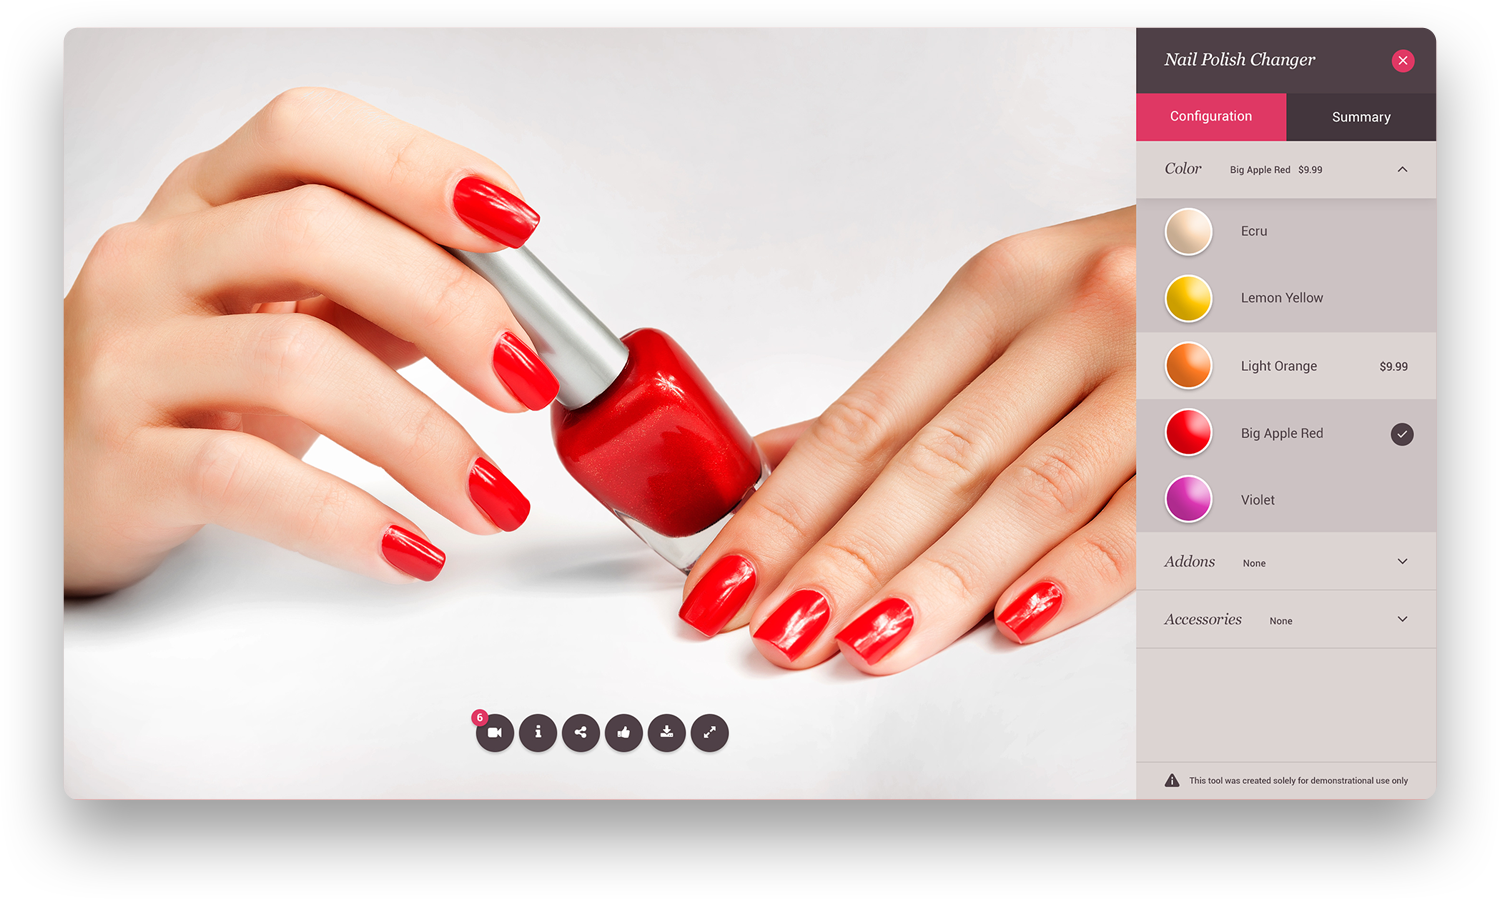 Nail Polish Changer
Configuration
Summary
Color Big Apple Red $9.99
Ecru
Lemon Yellow
Light Orange $9.99
Big Apple Red
Violet
Addons None
Accessories None
6
This tool was created solely for demonstrational use only